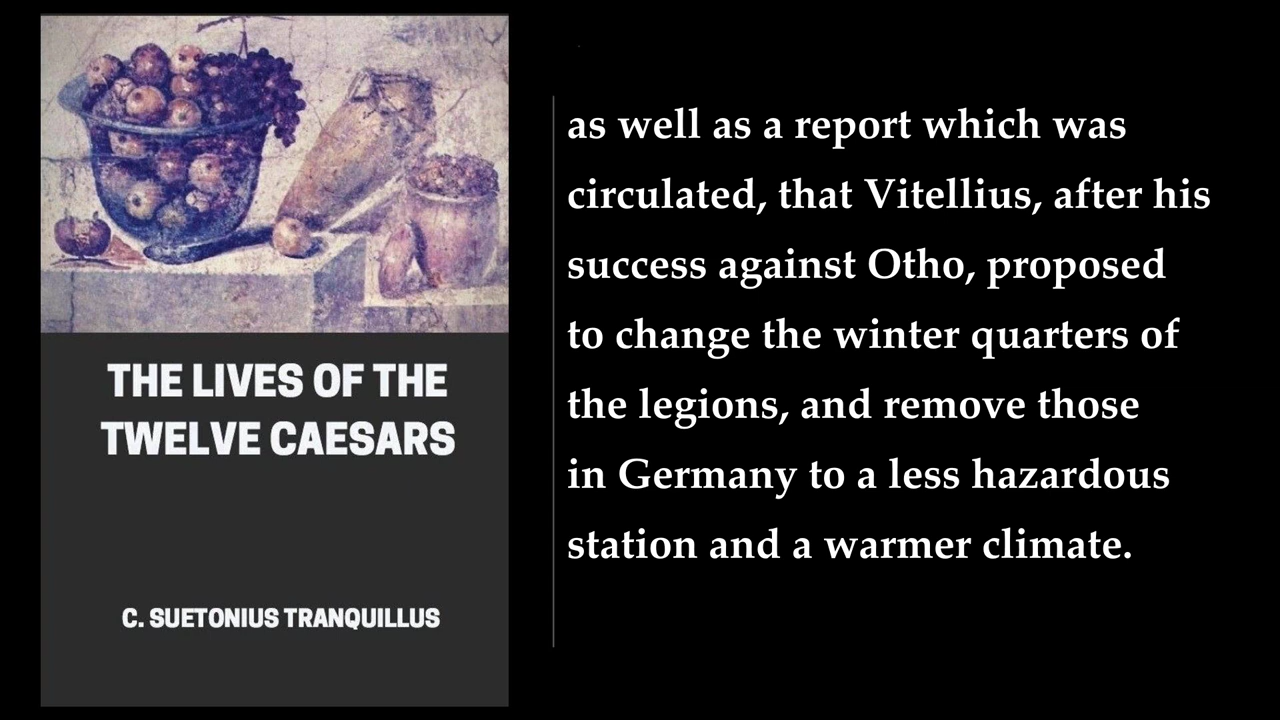 THE LIVES OF THE
TWELVE CAESARS
C. SUETONIUS TRANQUILLUS
as well as a report which was
circulated, that Vitellius, after his
success against Otho, proposed
to change the winter quarters of
the legions, and remove those
in Germany to a less hazardous
station and a warmer climate.